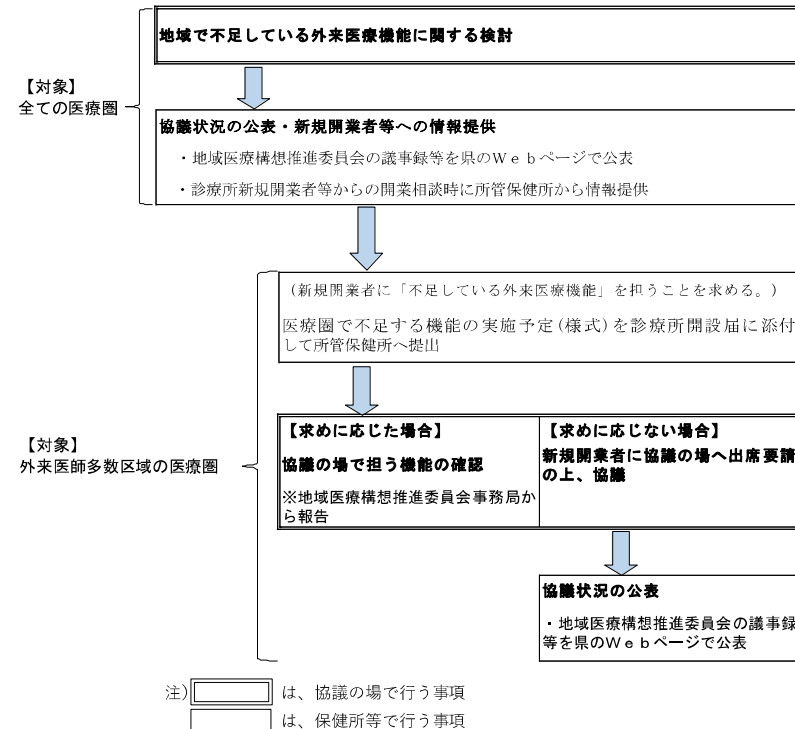 地域で不足している外来医療機能に関する検討
【対象】
全ての医療圏
協議状況の公表・新規開業者等への情報提供
・地域医療構想推進委員会の議事録等を県のＷｅｂページで公表
・診療所新規開業者等からの開業相談時に所管保健所から情報提供
（新規開業者に「不足している外来医療機能」を担うことを求める。）
医療圏で不足する機能の実施予定(様式)を診療所開設届に添付
して所管保健所へ提出
【対象】
外来医師多数区域の医療圏
【求めに応じた場合】
協議の場で担う機能の確認
※地域医療構想推進委員会事務局か
ら報告
【求めに応じない場合】
新規開業者に協議の場へ出席要請
の上、協議
協議状況の公表
・地域医療構想推進委員会の議事録
等を県のＷｅｂページで公表
注) は、協議の場で行う事項
は、保健所等で行う事項